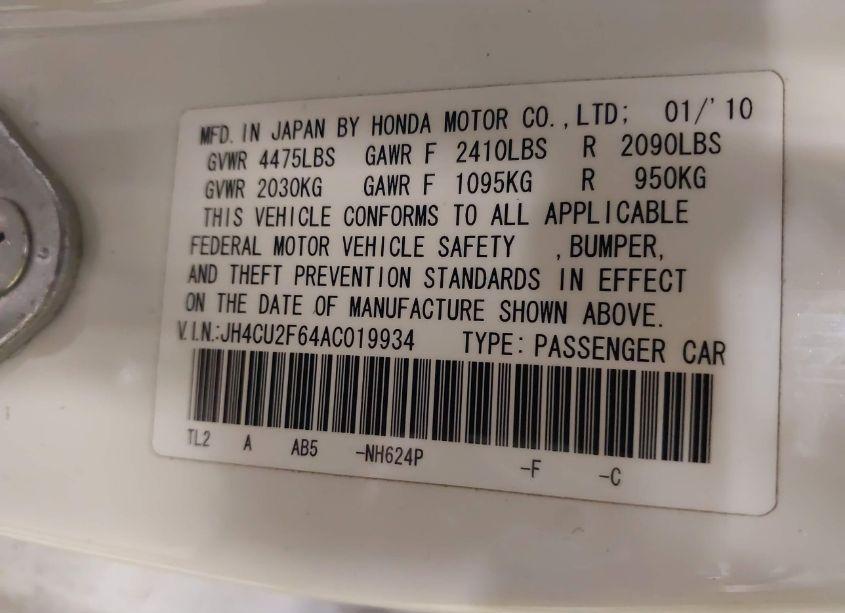 MFD. IN JAPAN BY HONDA MOTOR CO.,LTD; 01/'10
GVWR 4475LBS GAWR F 2410LBS R 2090LBS
GVWR 2030KG GAWR F 1095KG R 950KG
THIS VEHICLE CONFORMS TO ALL APPLICABLE
FEDERAL MOTOR VEHICLE SAFETY , BUMPER,
AND THEFT PREVENTION STANDARDS IN EFFECT
ON THE DATE OF MANUFACTURE SHOWN ABOVE.
V.I.N.:JH4CU2F64AC019934 TYPE: PASSENGER CAR
TL2 A AB5 -NH624P -F -C